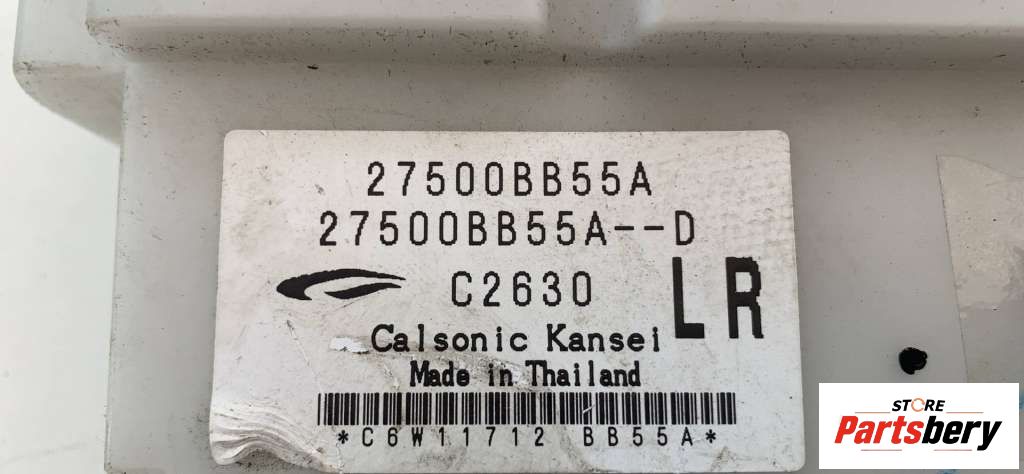 27500BB55A
27500BB55A--D
C2630
LR
Calsonic Kansei
Made in Thailand
*C6W11712 BB55A*
STORE
Partsbery